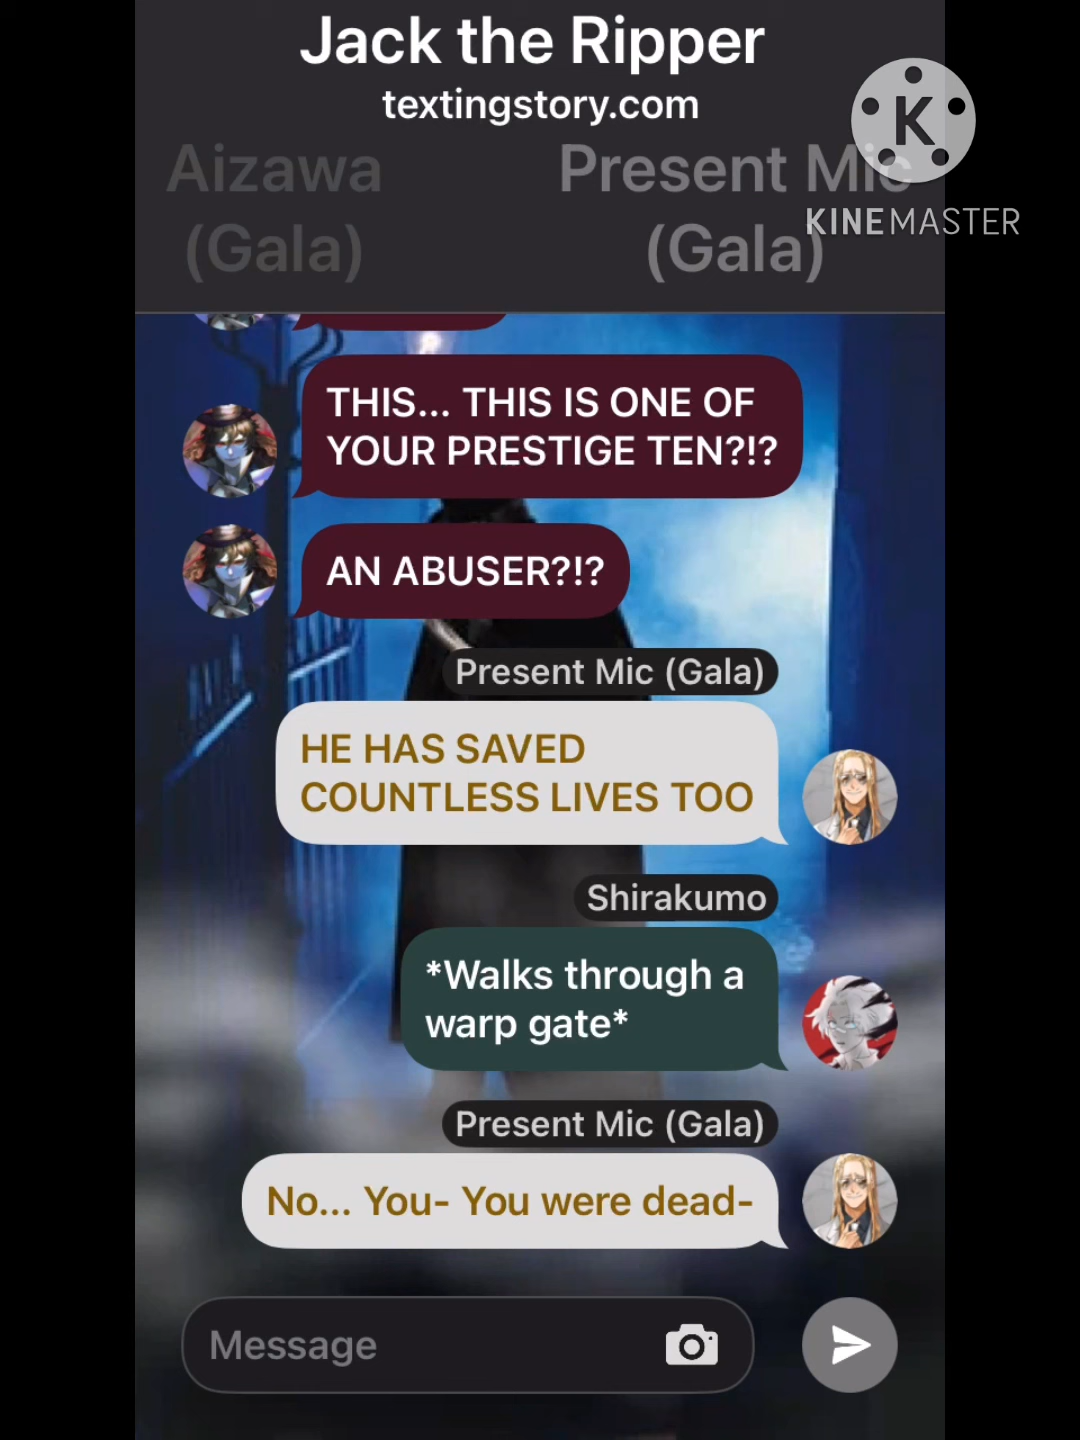 Jack the Ripper
textingstory.com
K
KINEMASTER
Aizawa
(Gala)
Present Mic
(Gala)
THIS... THIS IS ONE OF
YOUR PRESTIGE TEN?!?
AN ABUSER?!?
Present Mic (Gala)
HE HAS SAVED
COUNTLESS LIVES TOO
Shirakumo
*Walks through a
warp gate*
Present Mic (Gala)
No... You- You were dead-
Message